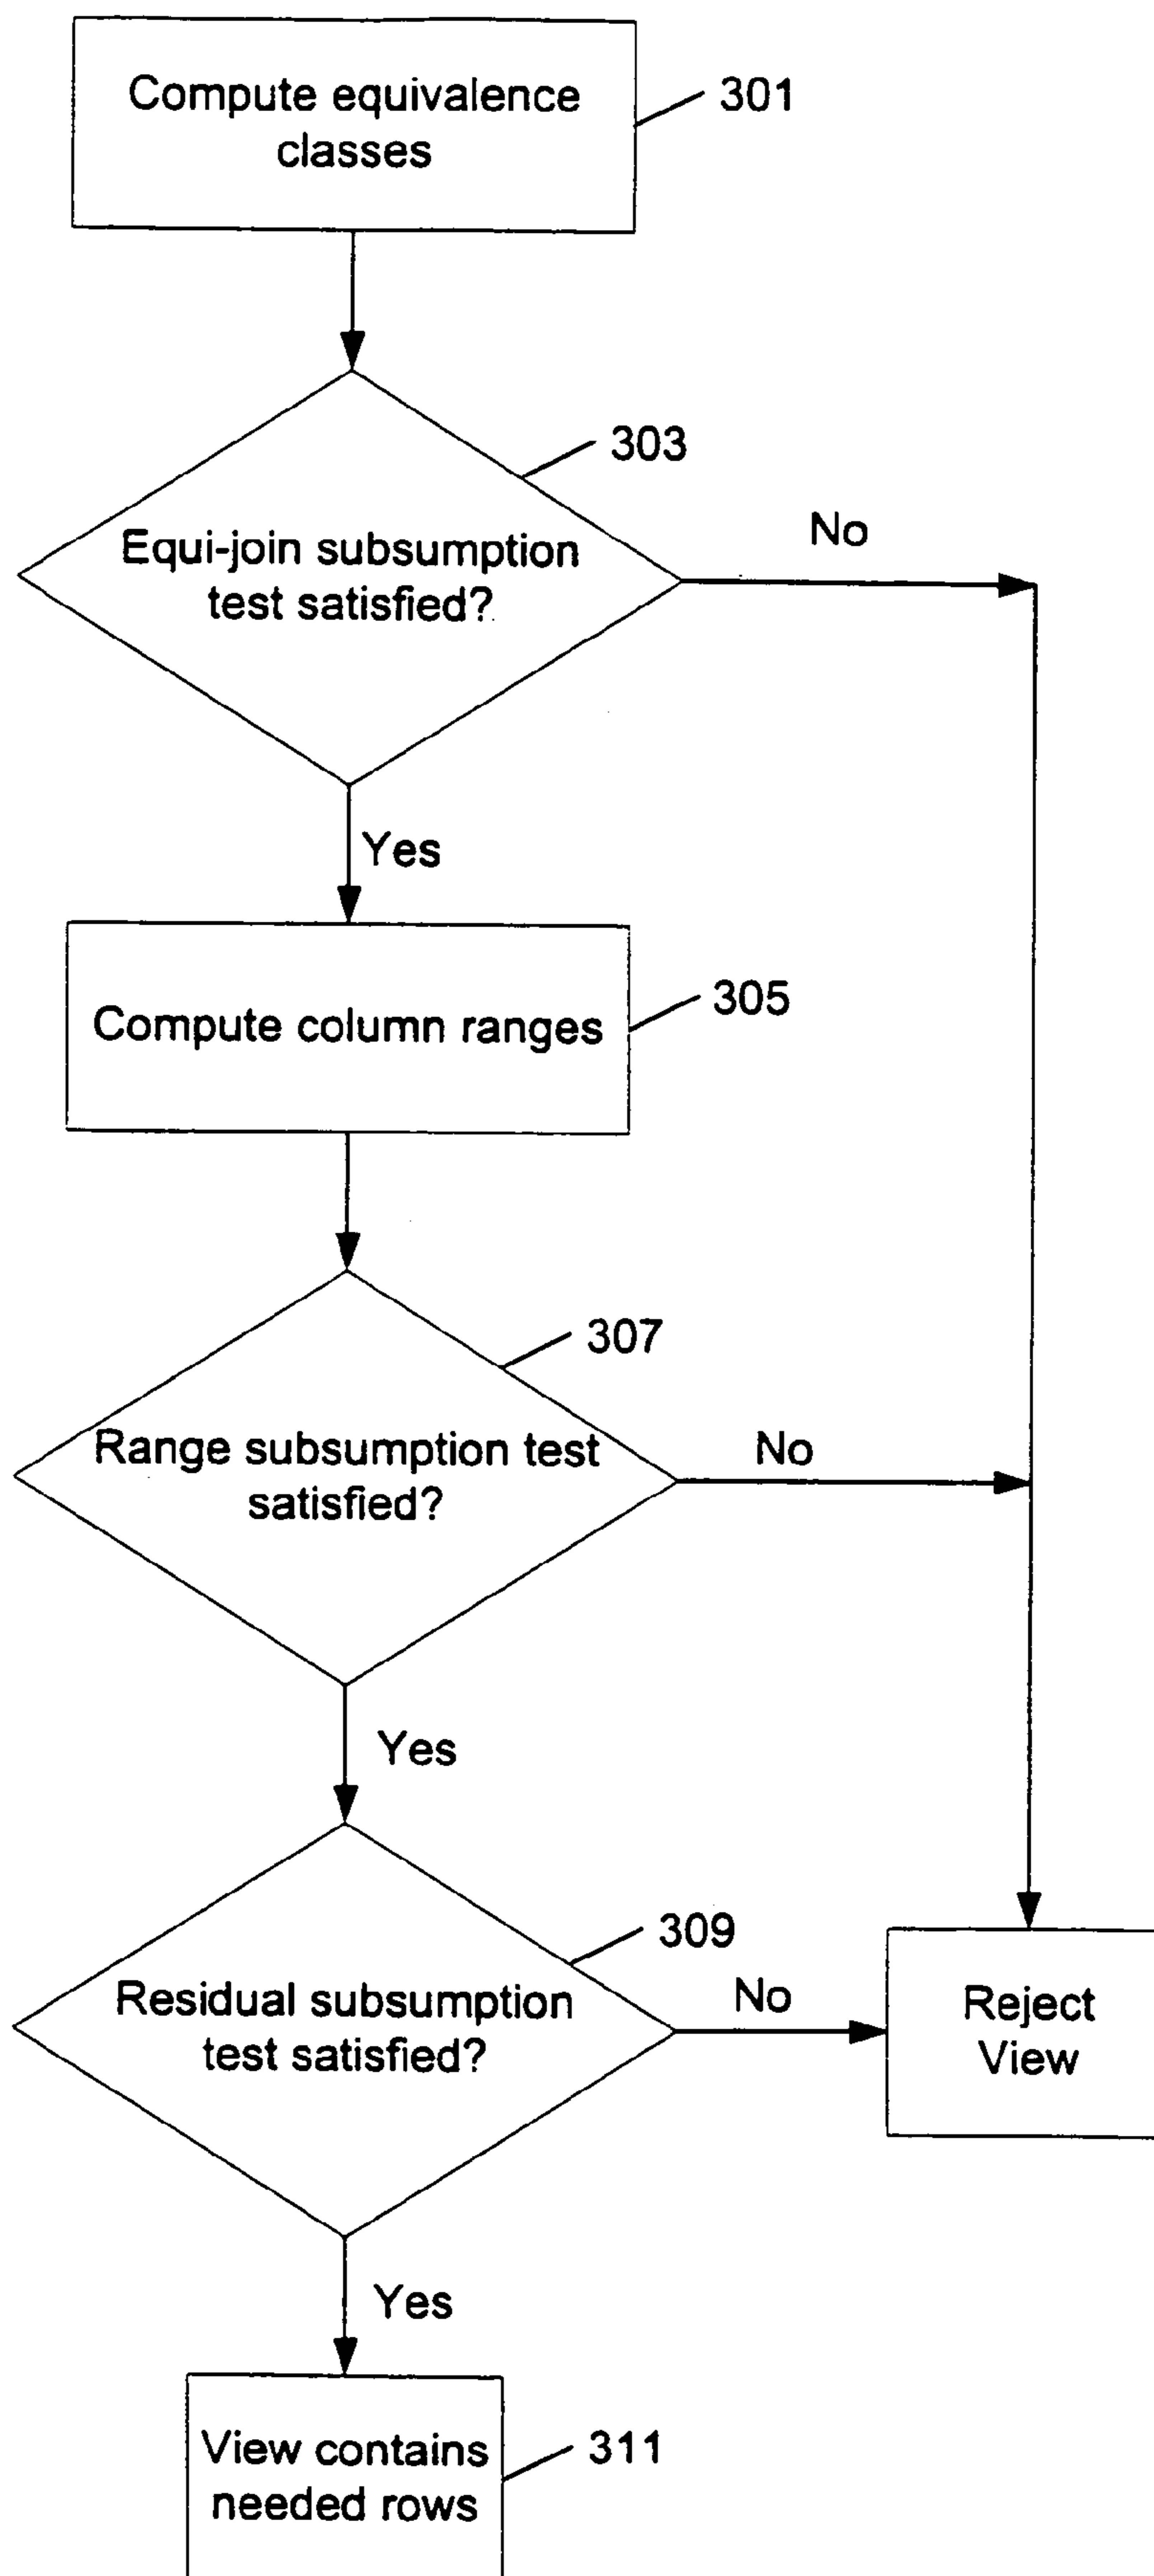 Compute equivalence
classes
301
303
Equi-join subsumption
test satisfied?
No
Yes
Compute column ranges
305
307
Range subsumption test
satisfied?
No
Yes
309
Residual subsumption
test satisfied?
No
Reject
View
Yes
View contains
needed rows
311